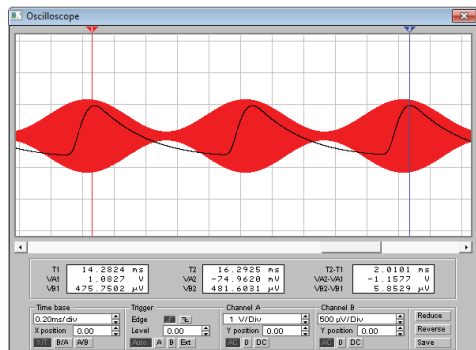 Oscilloscope
1
2
T1 14.2824 ms T2 16.2925 ms T2-T1 2.0101 ms
VA1 1.0827 V VA2 -74.9620 mV VA2-VA1 -1.1577 V
VB1 475.7502 µV VB2 481.6031 µV VB2-VB1 5.8529 µV
Time base Trigger Channel A Channel B
0.20ms/div Edge 1 V/Div 500 µV/Div Reduce
X position 0.00 Level 0.00 Y position 0.00 Y position 0.00 Reverse
Y/T B/A A/B Auto A B Ext AC 0 DC AC 0 DC Save